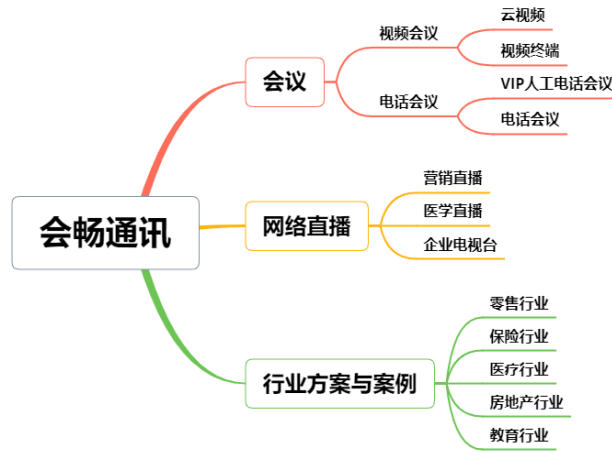 会畅通讯
会议
视频会议
云视频
视频终端
电话会议
VIP人工电话会议
电话会议
网络直播
营销直播
医学直播
企业电视台
行业方案与案例
零售行业
保险行业
医疗行业
房地产行业
教育行业